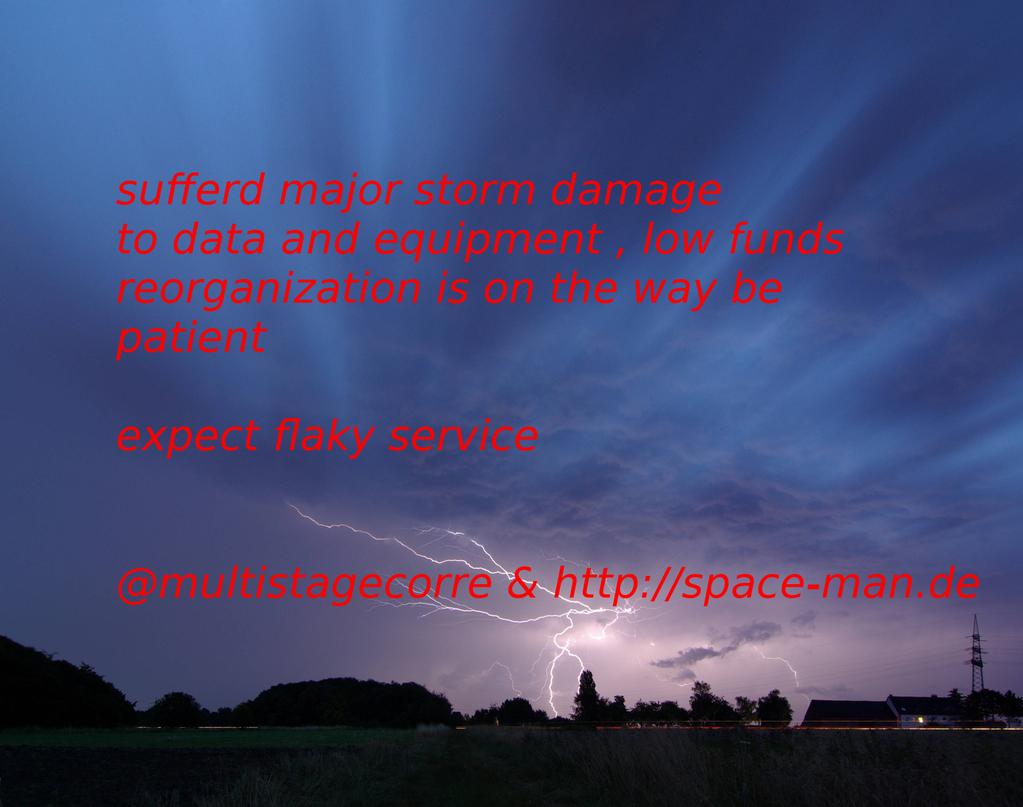 sufferd major storm damage
to data and equipment , low funds
reorganization is on the way be
patient
expect flaky service
@multistagecorre & http://space-man.de